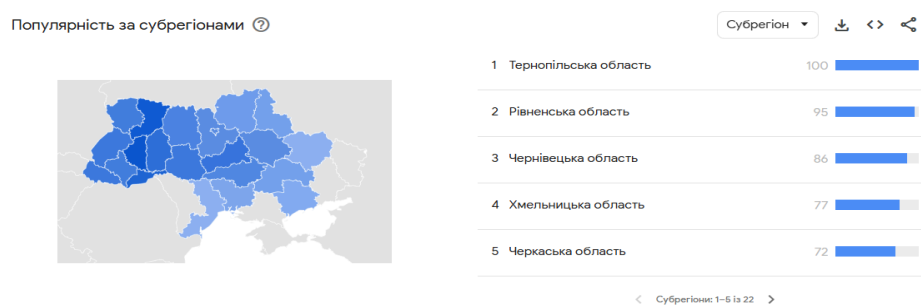 Популярність за субрегіонами
Субрегіон
1 Тернопільська область 100
2 Рівненська область 95
3 Чернівецька область 86
4 Хмельницька область 77
5 Черкаська область 72
Субрегіони: 1–5 із 22